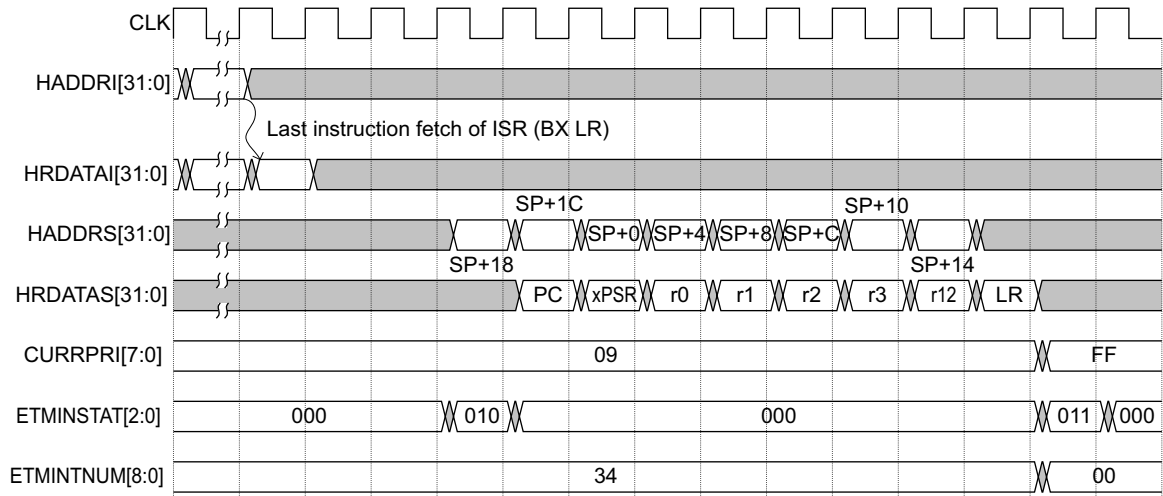 CLK
HADDRI[31:0]
Last instruction fetch of ISR (BX LR)
HRDATAI[31:0]
SP+1C SP+10
HADDRS[31:0] SP+0 SP+4 SP+8 SP+C
SP+18 SP+14
HRDATAS[31:0] PC xPSR r0 r1 r2 r3 r12 LR
CURRPRI[7:0] 09 FF
ETMINSTAT[2:0] 000 010 000 011 000
ETMINTNUM[8:0] 34 00